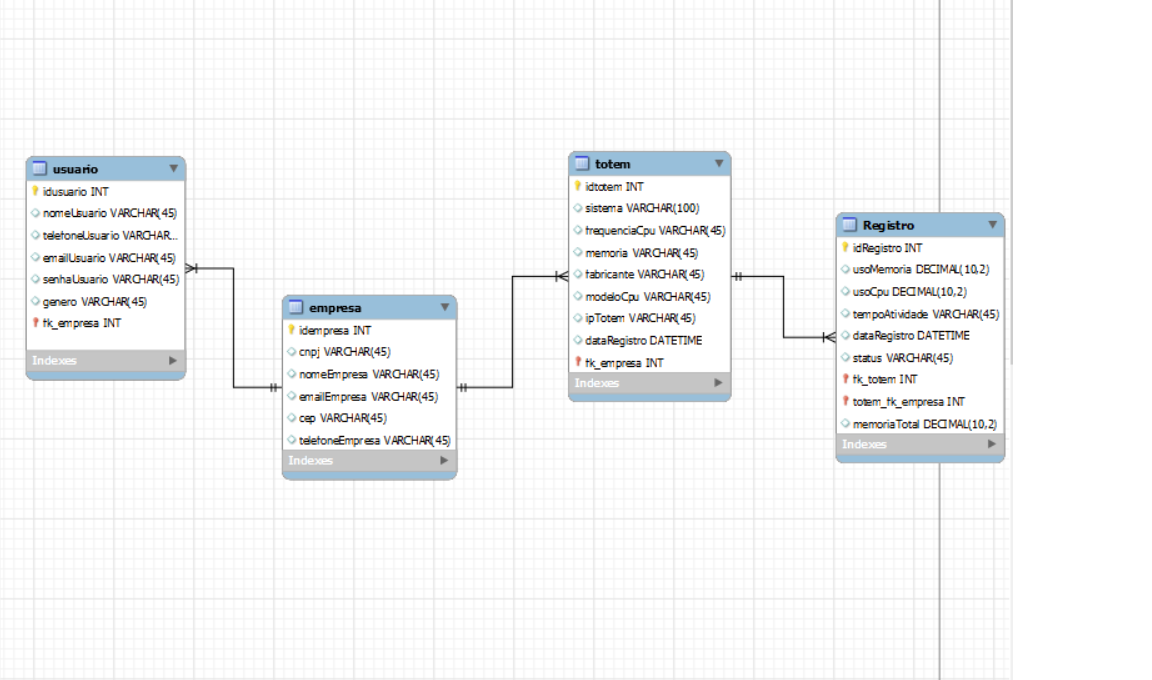 usuario
idusuario INT
nomeUsuario VARCHAR(45)
telefoneUsuario VARCHAR...
emailUsuario VARCHAR(45)
senhaUsuario VARCHAR(45)
genero VARCHAR(45)
fk_empresa INT
Indexes
empresa
idempresa INT
cnpj VARCHAR(45)
nomeEmpresa VARCHAR(45)
emailEmpresa VARCHAR(45)
cep VARCHAR(45)
telefoneEmpresa VARCHAR(45)
Indexes
totem
idtotem INT
sistema VARCHAR(100)
frequenciaCpu VARCHAR(45)
memoria VARCHAR(45)
fabricante VARCHAR(45)
modeloCpu VARCHAR(45)
ipTotem VARCHAR(45)
dataRegistro DATETIME
fk_empresa INT
Indexes
Registro
idRegistro INT
usoMemoria DECIMAL(10,2)
usoCpu DECIMAL(10,2)
tempoAtividade VARCHAR(45)
dataRegistro DATETIME
status VARCHAR(45)
fk_totem INT
totem_fk_empresa INT
memoriaTotal DECIMAL(10,2)
Indexes